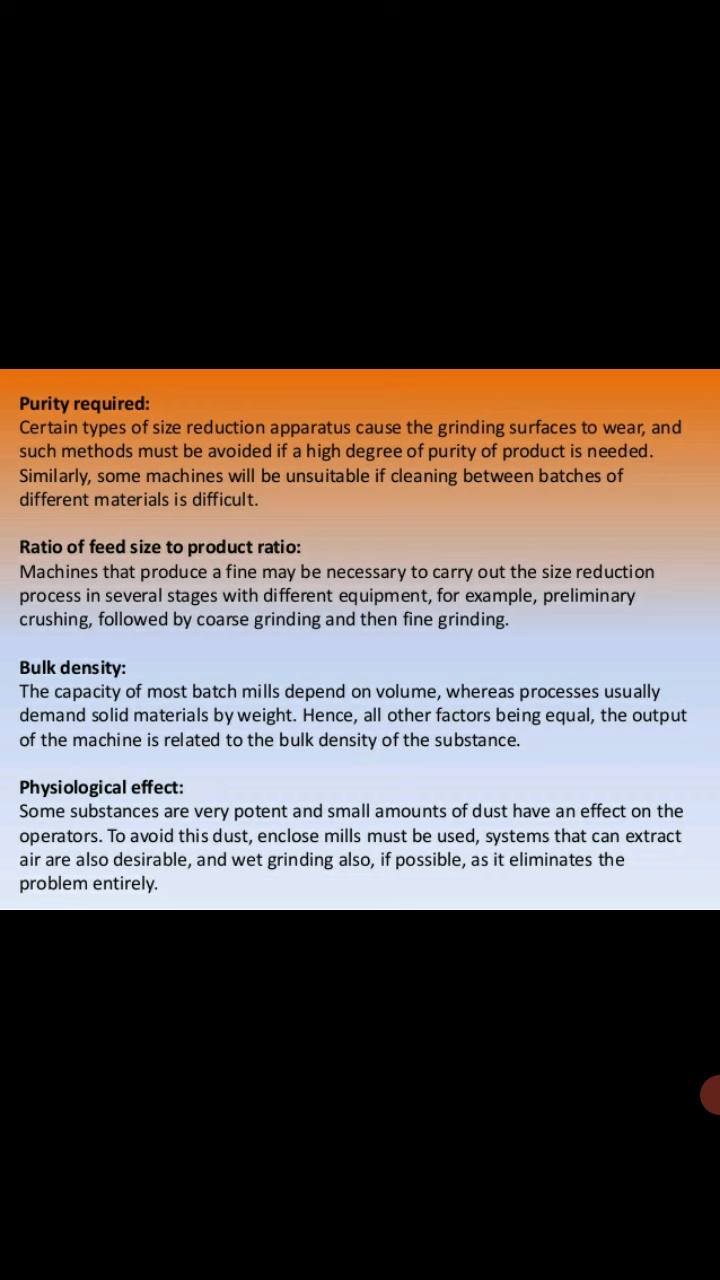 Purity required:
Certain types of size reduction apparatus cause the grinding surfaces to wear, and
such methods must be avoided if a high degree of purity of product is needed.
Similarly, some machines will be unsuitable if cleaning between batches of
different materials is difficult.
Ratio of feed size to product ratio:
Machines that produce a fine may be necessary to carry out the size reduction
process in several stages with different equipment, for example, preliminary
crushing, followed by coarse grinding and then fine grinding.
Bulk density:
The capacity of most batch mills depend on volume, whereas processes usually
demand solid materials by weight. Hence, all other factors being equal, the output
of the machine is related to the bulk density of the substance.
Physiological effect:
Some substances are very potent and small amounts of dust have an effect on the
operators. To avoid this dust, enclose mills must be used, systems that can extract
air are also desirable, and wet grinding also, if possible, as it eliminates the
problem entirely.